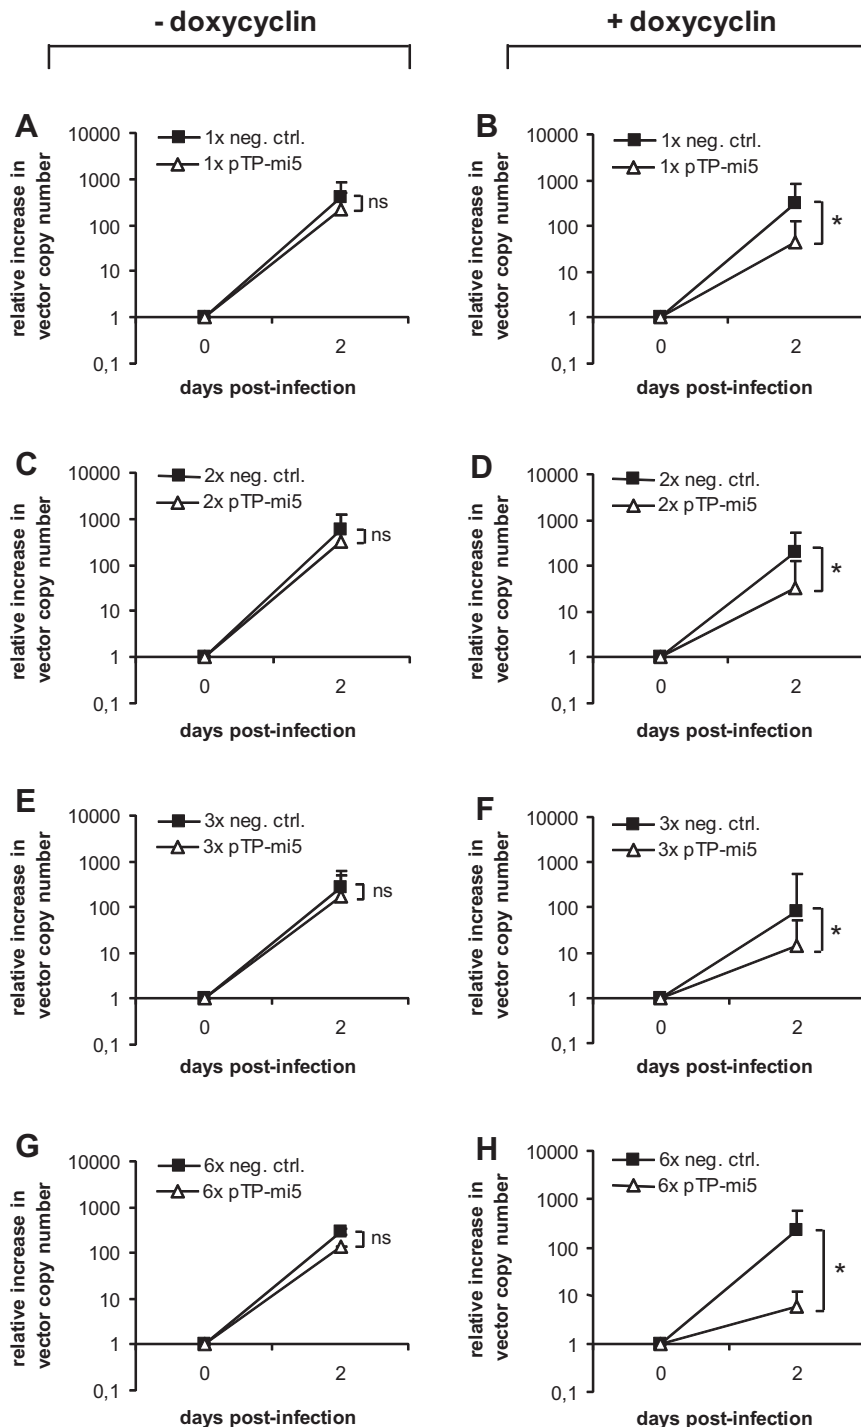 - doxycyclin
+ doxycyclin
A
relative increase in
vector copy number
10000
1000
100
10
1
0,1
1x neg. ctrl.
1x pTP-mi5
ns
0
2
days post-infection
B
relative increase in
vector copy number
10000
1000
100
10
1
0,1
1x neg. ctrl.
1x pTP-mi5
*
0
2
days post-infection
C
relative increase in
vector copy number
10000
1000
100
10
1
0,1
2x neg. ctrl.
2x pTP-mi5
ns
0
2
days post-infection
D
relative increase in
vector copy number
10000
1000
100
10
1
0,1
2x neg. ctrl.
2x pTP-mi5
*
0
2
days post-infection
E
relative increase in
vector copy number
10000
1000
100
10
1
0,1
3x neg. ctrl.
3x pTP-mi5
ns
0
2
days post-infection
F
relative increase in
vector copy number
10000
1000
100
10
1
0,1
3x neg. ctrl.
3x pTP-mi5
*
0
2
days post-infection
G
relative increase in
vector copy number
10000
1000
100
10
1
0,1
6x neg. ctrl.
6x pTP-mi5
ns
0
2
days post-infection
H
relative increase in
vector copy number
10000
1000
100
10
1
0,1
6x neg. ctrl.
6x pTP-mi5
*
0
2
days post-infection